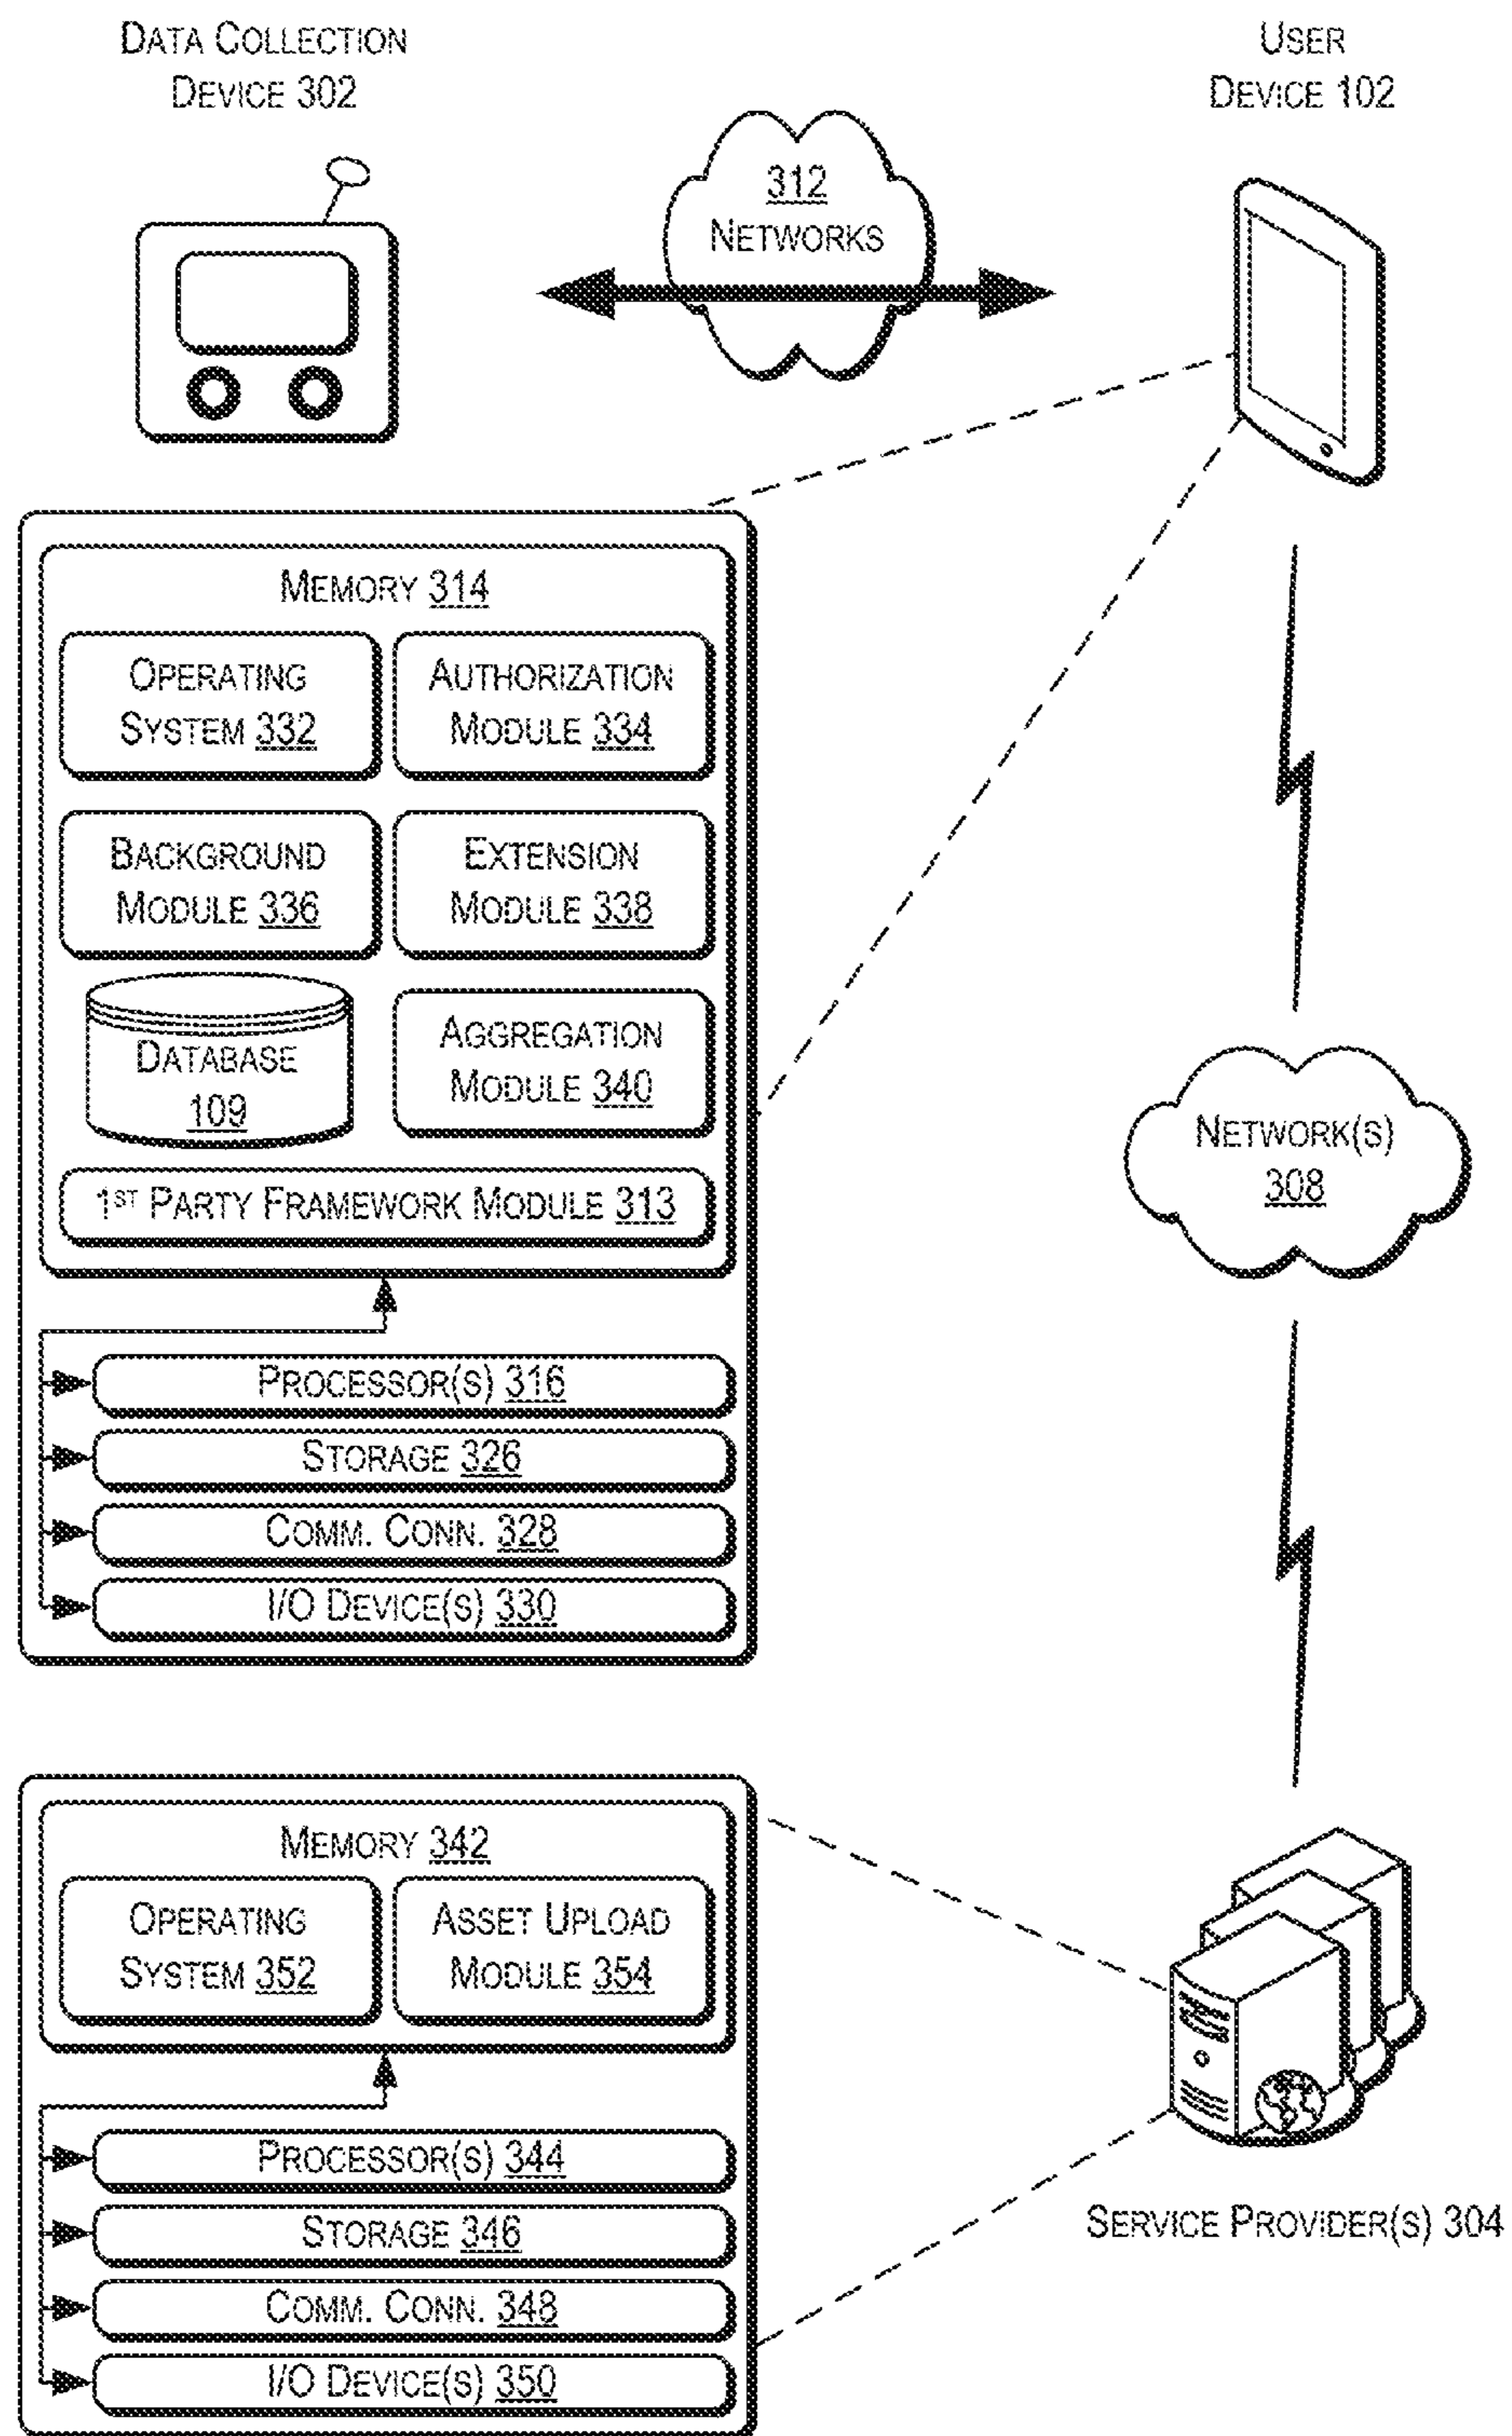 DATA COLLECTION
DEVICE 302
USER
DEVICE 102
312
NETWORKS
MEMORY 314
OPERATING
SYSTEM 332
AUTHORIZATION
MODULE 334
BACKGROUND
MODULE 336
EXTENSION
MODULE 338
DATABASE
109
AGGREGATION
MODULE 340
1ST PARTY FRAMEWORK MODULE 313
PROCESSOR(S) 316
STORAGE 326
COMM. CONN. 328
I/O DEVICE(S) 330
NETWORK(S)
308
MEMORY 342
OPERATING
SYSTEM 352
ASSET UPLOAD
MODULE 354
PROCESSOR(S) 344
STORAGE 346
COMM. CONN. 348
I/O DEVICE(S) 350
SERVICE PROVIDER(S) 304